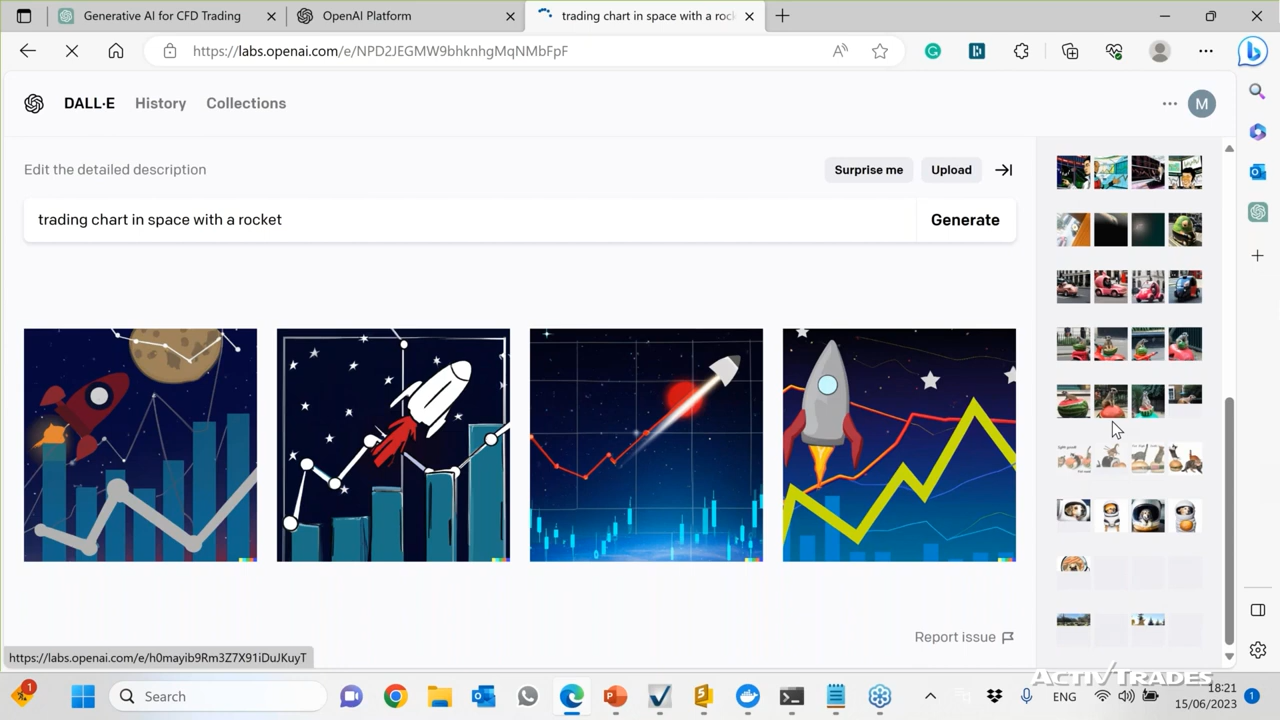 Generative AI for CFD Trading
OpenAI Platform
trading chart in space with a rock
https://labs.openai.com/e/NPD2JEGMW9bhknhgMqNMbFpF
DALL·E
History
Collections
M
Edit the detailed description
Surprise me
Upload
trading chart in space with a rocket
Generate
Report issue
https://labs.openai.com/e/h0mayib9Rm3Z7X91iDuJKuyT
ACTIVTRADES
1
Search
ENG
18:21
15/06/2023
1